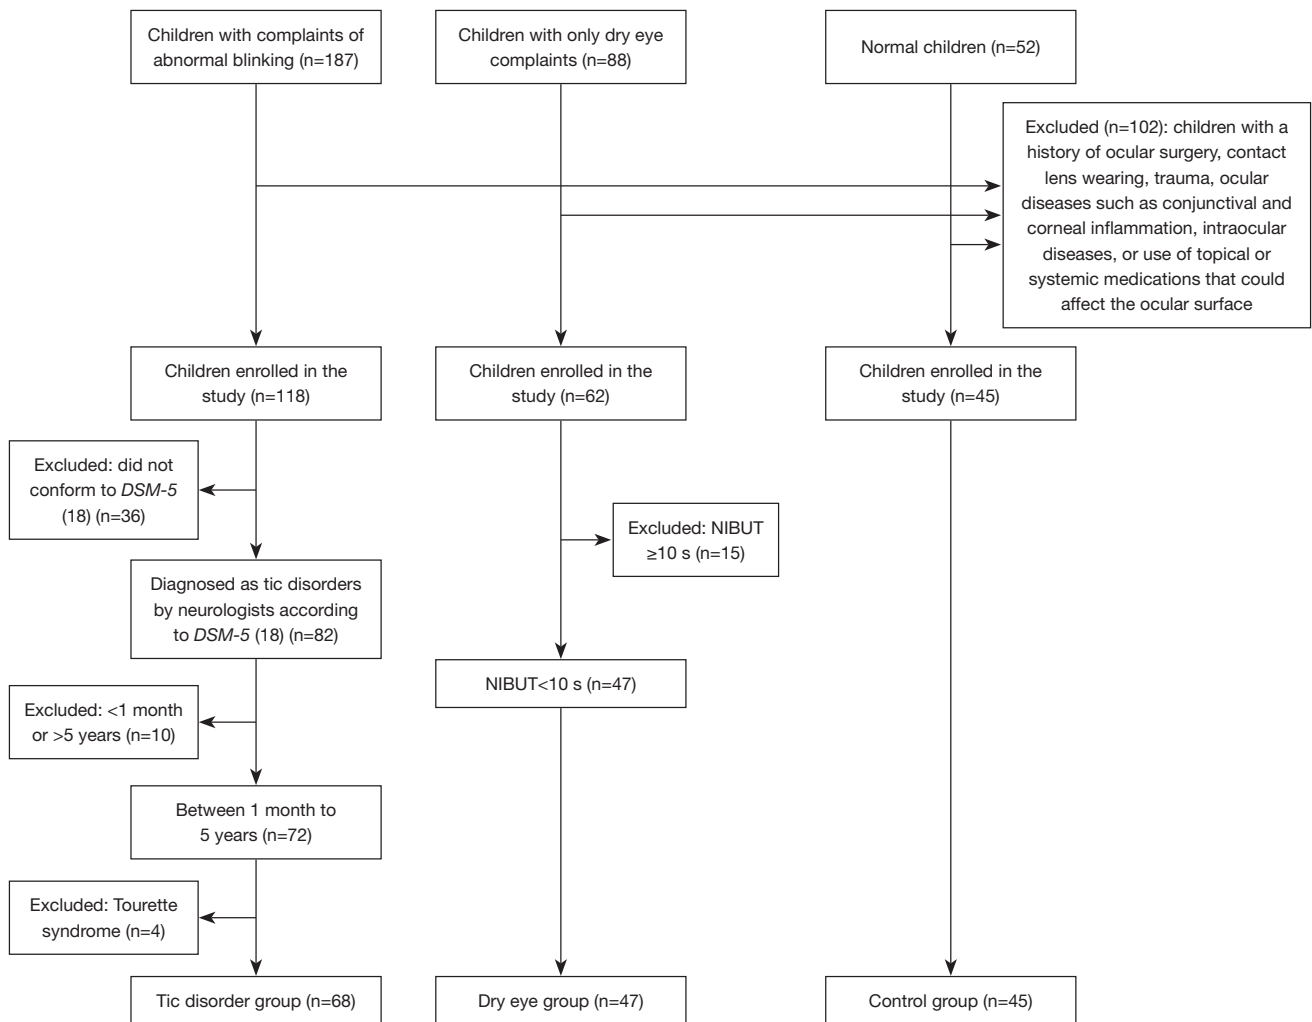 Children with complaints of
abnormal blinking (n=187)
Children with only dry eye
complaints (n=88)
Normal children (n=52)
Excluded (n=102): children with a
history of ocular surgery, contact
lens wearing, trauma, ocular
diseases such as conjunctival and
corneal inflammation, intraocular
diseases, or use of topical or
systemic medications that could
affect the ocular surface
Children enrolled in the
study (n=118)
Children enrolled in the
study (n=62)
Children enrolled in the
study (n=45)
Excluded: did not
conform to DSM-5
(18) (n=36)
Excluded: NIBUT
≥10 s (n=15)
Diagnosed as tic disorders
by neurologists according
to DSM-5 (18) (n=82)
NIBUT<10 s (n=47)
Excluded: <1 month
or >5 years (n=10)
Between 1 month to
5 years (n=72)
Excluded: Tourette
syndrome (n=4)
Tic disorder group (n=68)
Dry eye group (n=47)
Control group (n=45)